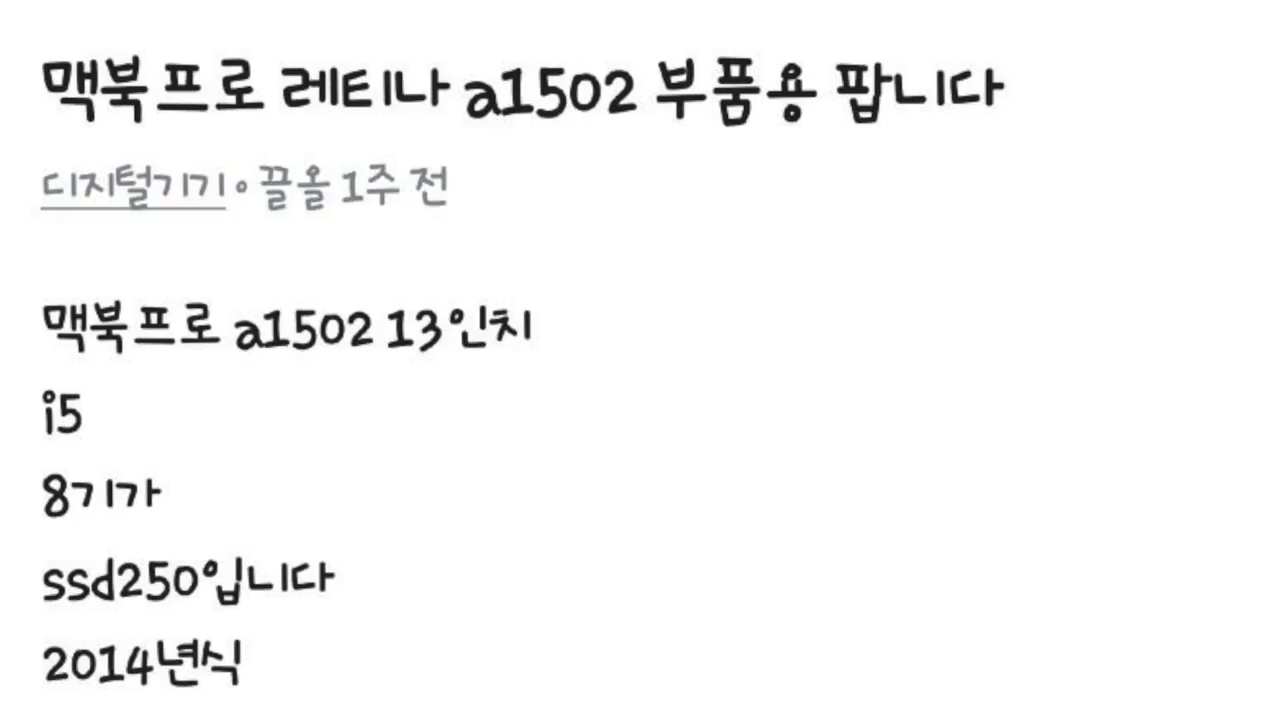 맥북프로 레티나 a1502 부품용 팝니다
디지털기기 • 끌올 1주 전
맥북프로 a1502 13인치
i5
8기가
ssd250입니다
2014년식